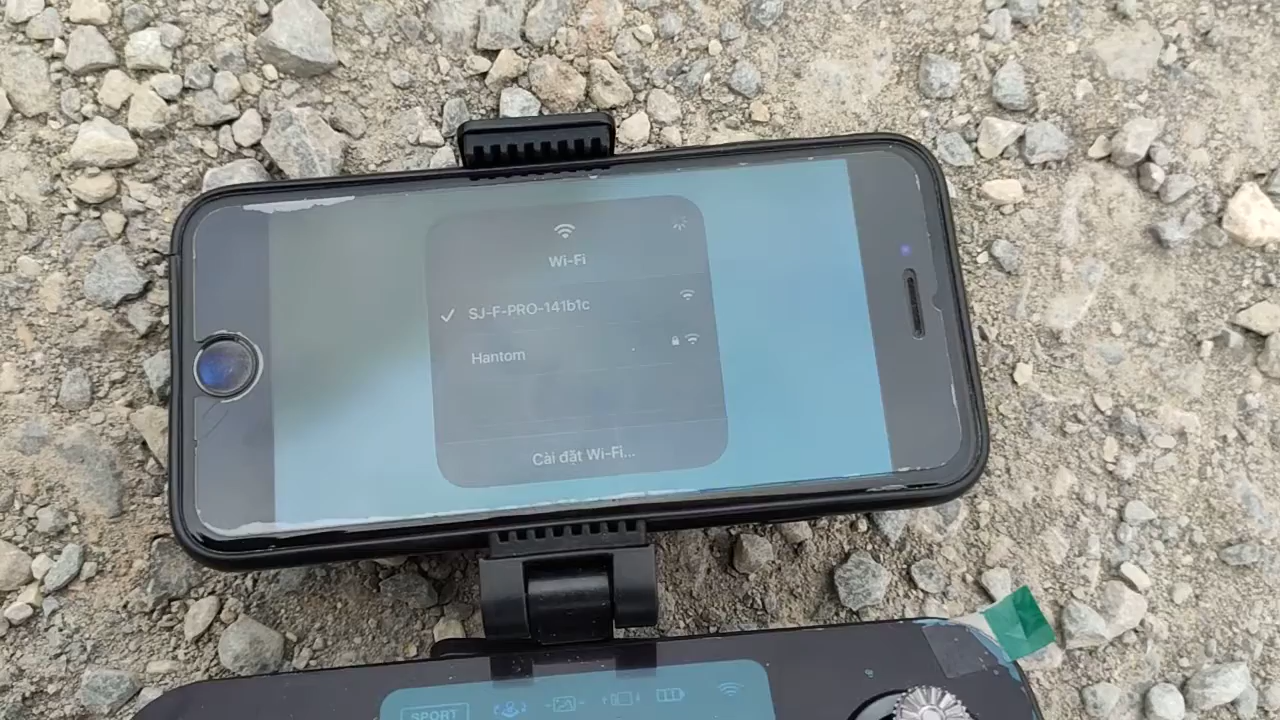 Wi-Fi
SJ-F-PRO-141b1c
Hantom
Cài đặt Wi-Fi...
SPORT